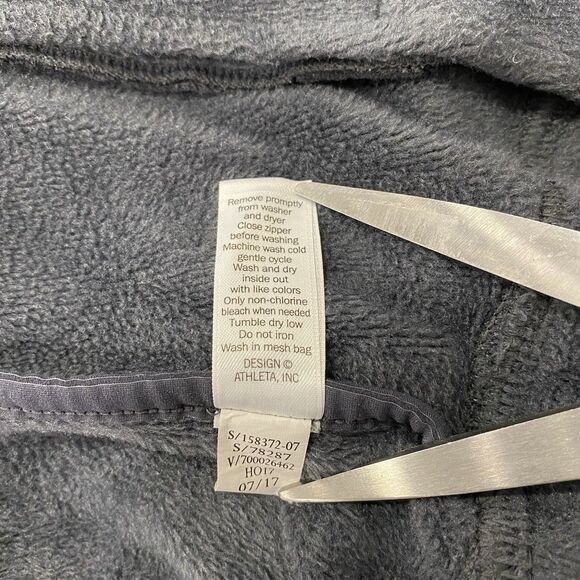 Remove promptly
from washer
and dryer
Close zipper
before washing
Machine wash cold
gentle cycle
Wash and dry
inside out
with like colors
Only non-chlorine
bleach when needed
Tumble dry low
Do not iron
Wash in mesh bag
DESIGN ©
ATHLETA, INC
S/158372-07
S/78287
V/700026462
HO17
07/17